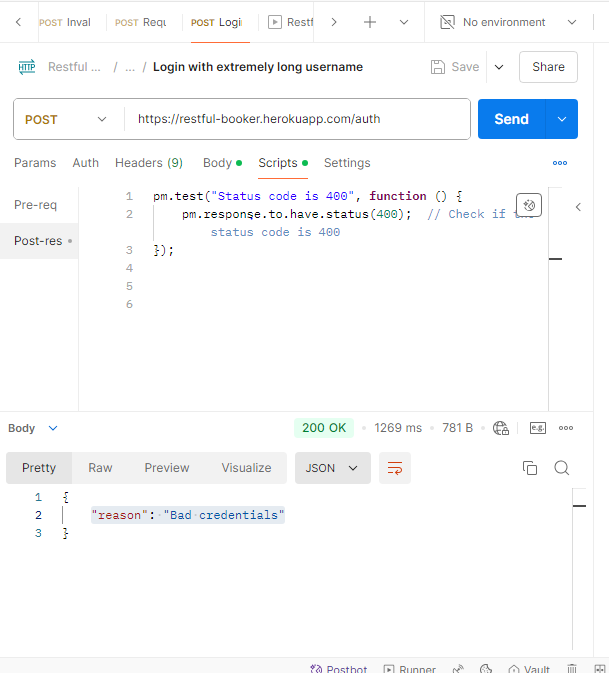 POST Inval POST Requ POST Logi Restf No environment
HTTP Restful ... / ... / Login with extremely long username Save Share
POST https://restful-booker.herokuapp.com/auth Send
Params Auth Headers (9) Body Scripts Settings
Pre-req
Post-res
1 pm.test("Status code is 400", function () {
2 pm.response.to.have.status(400); // Check if the
status code is 400
3 });
4
5
6
Body 200 OK 1269 ms 781 B e.g.
Pretty Raw Preview Visualize JSON
1 {
2 "reason": "Bad credentials"
3 }
Postbot Runner Vault